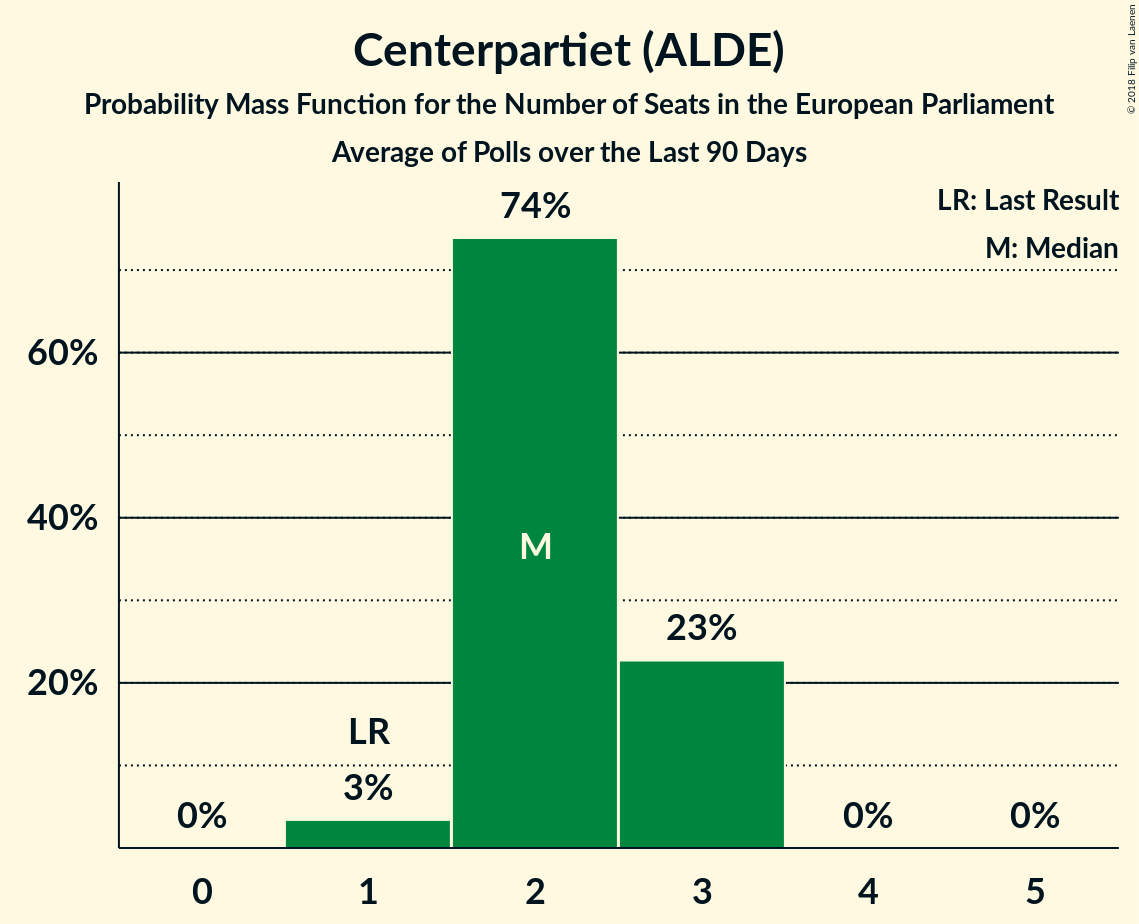 Centerpartiet (ALDE)
Probability Mass Function for the Number of Seats in the European Parliament
Average of Polls over the Last 90 Days
© 2018 Filip van Laenen
LR: Last Result
M: Median
74%
60%
M
40%
23%
20%
LR
3%
0%
0%
0%
0 1 2 3 4 5